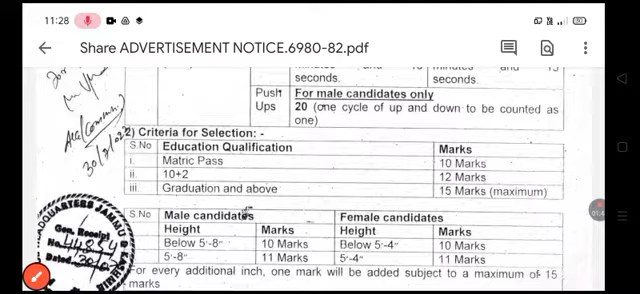 11:28
Share ADVERTISEMENT NOTICE.6980-82.pdf
seconds. seconds.
Push Ups For male candidates only
20 (one cycle of up and down to be counted as one)
2) Criteria for Selection: -
S.No Education Qualification Marks
i. Matric Pass 10 Marks
ii. 10+2 12 Marks
iii. Graduation and above 15 Marks (maximum)
S.No Male candidates Female candidates
Height Marks Height Marks
Below 5'-8" 10 Marks Below 5'-4" 10 Marks
5'-8" 11 Marks 5'-4" 11 Marks
For every additional inch, one mark will be added subject to a maximum of 15
marks
HEADQUARTERS JAMMU & KASHMIR
Gen. Receipt
No. 44884
Dated